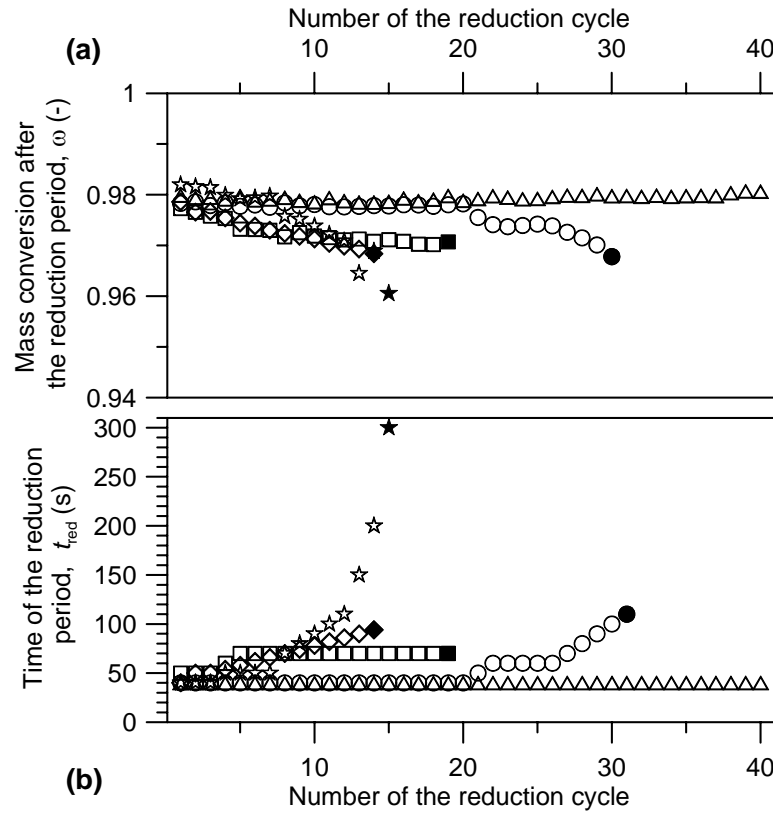 Number of the reduction cycle
(a)
10 20 30 40
Mass conversion after
the reduction period, ω (-)
1
0.98
0.96
0.94
Time of the reduction
period, tred (s)
300
250
200
150
100
50
0
10 20 30 40
(b)
Number of the reduction cycle